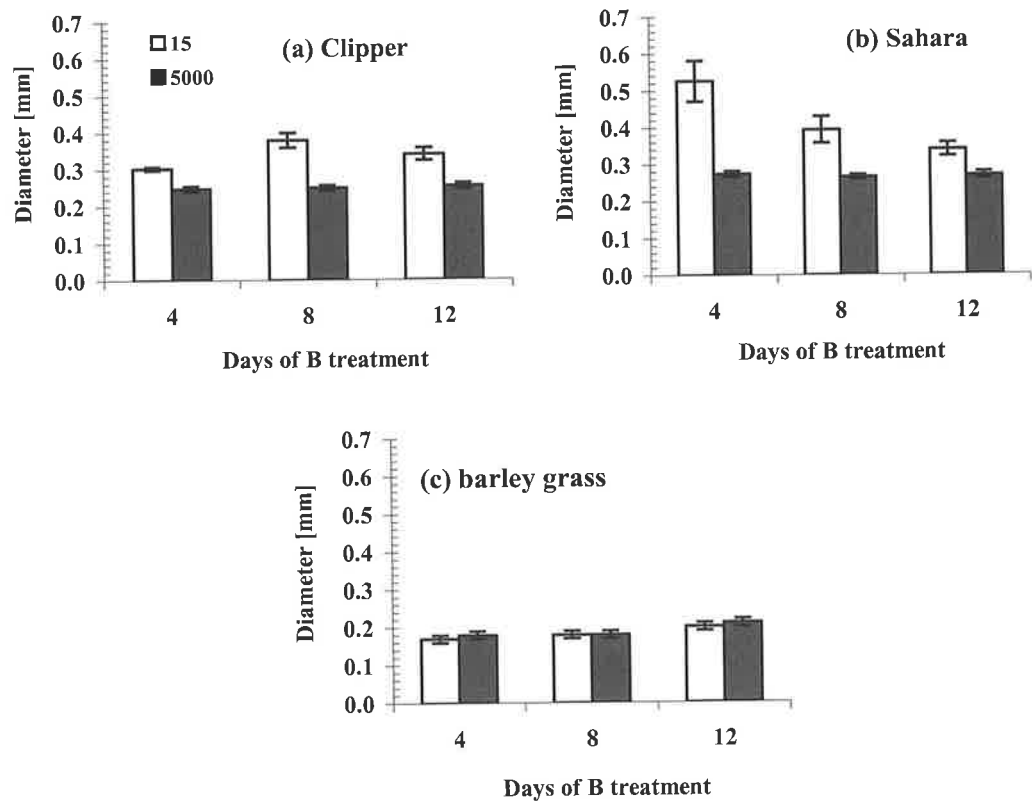 (a) Clipper
15
5000
Diameter [mm]
0.7
0.6
0.5
0.4
0.3
0.2
0.1
0.0
4 8 12
Days of B treatment
(b) Sahara
Diameter [mm]
0.7
0.6
0.5
0.4
0.3
0.2
0.1
0.0
4 8 12
Days of B treatment
(c) barley grass
Diameter [mm]
0.7
0.6
0.5
0.4
0.3
0.2
0.1
0.0
4 8 12
Days of B treatment